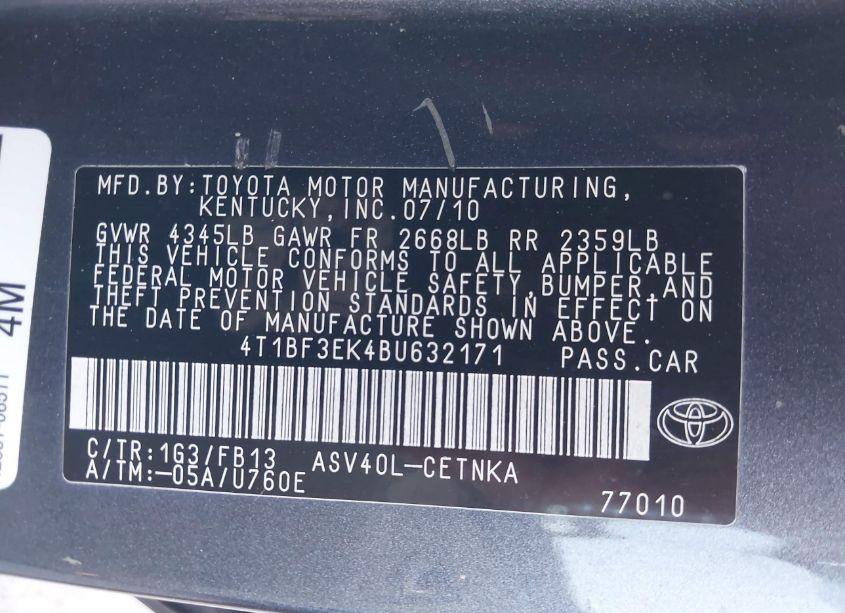 MFD.BY:TOYOTA MOTOR MANUFACTURING,
KENTUCKY,INC.07/10
GVWR 4345LB GAWR FR 2668LB RR 2359LB
THIS VEHICLE CONFORMS TO ALL APPLICABLE
FEDERAL MOTOR VEHICLE SAFETY,BUMPER,AND
THEFT PREVENTION STANDARDS IN EFFECT ON
THE DATE OF MANUFACTURE SHOWN ABOVE.
4T1BF3EK4BU632171 PASS.CAR
C/TR:1G3/FB13 ASV40L-CETNKA
A/TM:-05A/U760E
77010
4M